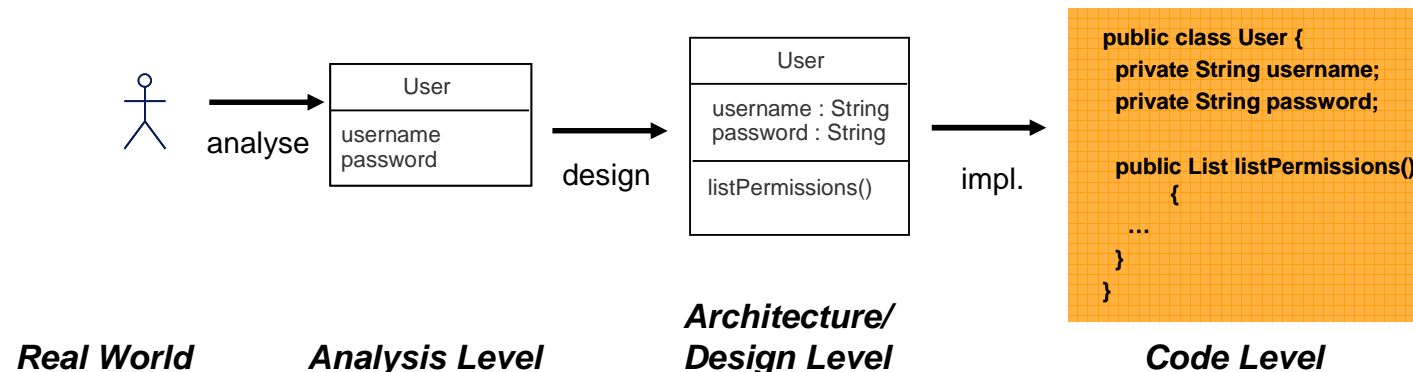 analyse
User
username
password
design
User
username : String
password : String
listPermissions()
impl.
public class User {
private String username;
private String password;
public List listPermissions()
{
…
}
}
Real World
Analysis Level
Architecture/
Design Level
Code Level